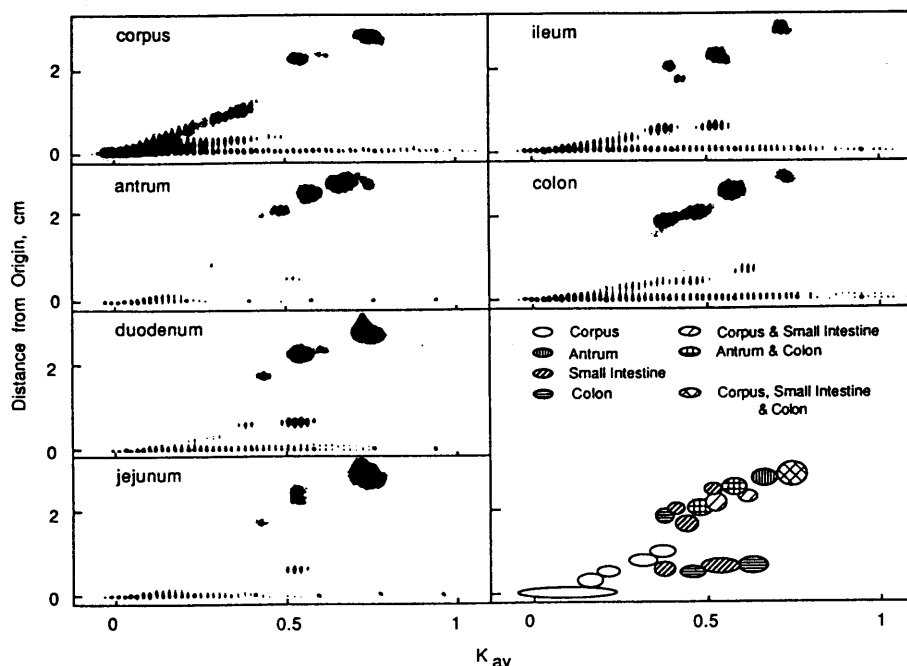 corpus
2
0
ileum
antrum
2
0
colon
duodenum
2
0
Corpus
Corpus & Small Intestine
Antrum
Antrum & Colon
Small Intestine
Colon
Corpus, Small Intestine
& Colon
jejunum
2
0
0
0.5
1
0
0.5
1
Distance from Origin, cm
K av